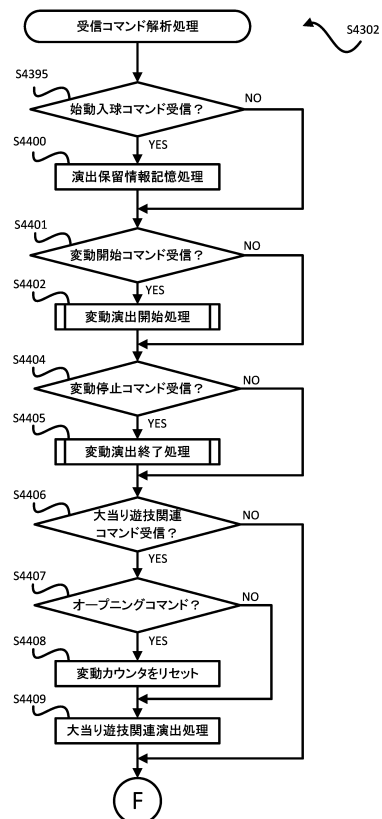 受信コマンド解析処理
S4302
S4395
始動入球コマンド受信？
NO
YES
S4400
演出保留情報記憶処理
S4401
変動開始コマンド受信？
NO
YES
S4402
変動演出開始処理
S4404
変動停止コマンド受信？
NO
YES
S4405
変動演出終了処理
S4406
大当り遊技関連
コマンド受信？
NO
YES
S4407
オープニングコマンド？
NO
YES
S4408
変動カウンタをリセット
S4409
大当り遊技関連演出処理
F